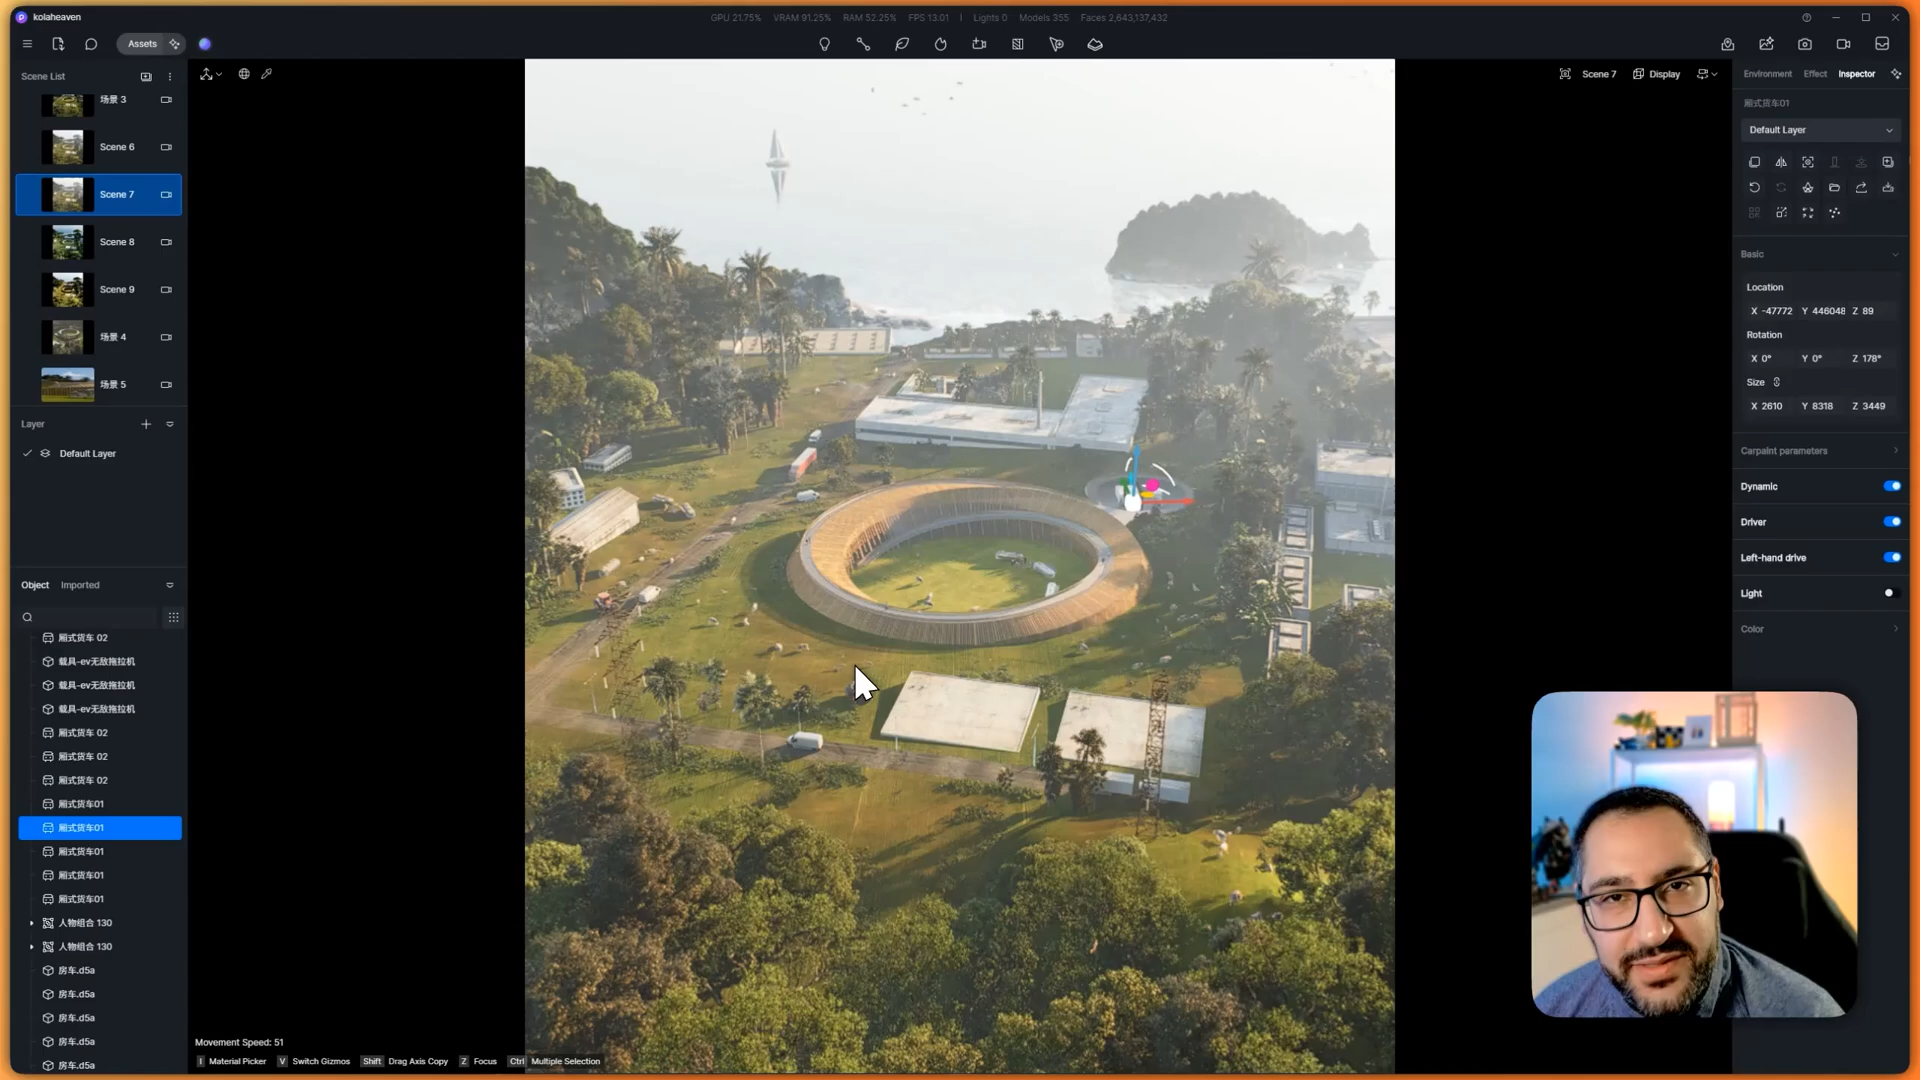 kolaheaven
GPU 21.75% VRAM 91.25% RAM 52.25% FPS 13.01 | Lights 0 Models 355 Faces 2,643,137,432
Assets
Scene List
场景 3
Scene 6
Scene 7
Scene 8
Scene 9
场景 4
场景 5
Layer
Default Layer
Object Imported
厢式货车 02
载具-ev无敌拖拉机
载具-ev无敌拖拉机
载具-ev无敌拖拉机
厢式货车 02
厢式货车 02
厢式货车 02
厢式货车01
厢式货车01
厢式货车01
厢式货车01
厢式货车01
人物组合 130
人物组合 130
房车.d5a
房车.d5a
房车.d5a
房车.d5a
房车.d5a
Scene 7 Display
Movement Speed: 51
I Material Picker V Switch Gizmos Shift Drag Axis Copy Z Focus Ctrl Multiple Selection
Environment Effect Inspector
厢式货车01
Default Layer
Basic
Location
X -47772 Y 446048 Z 89
Rotation
X 0° Y 0° Z 178°
Size
X 2610 Y 8318 Z 3449
Carpaint parameters
Dynamic
Driver
Left-hand drive
Light
Color